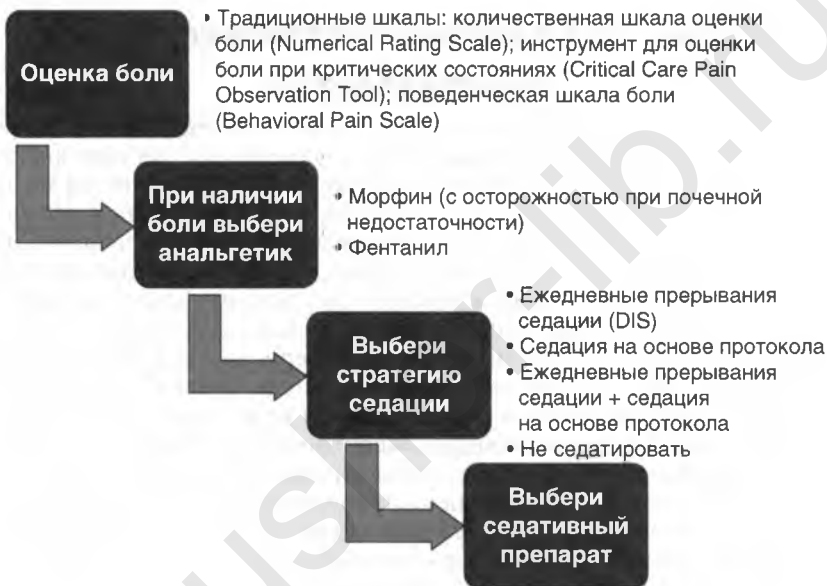 Оценка боли
• Традиционные шкалы: количественная шкала оценки
боли (Numerical Rating Scale); инструмент для оценки
боли при критических состояниях (Critical Care Pain
Observation Tool); поведенческая шкала боли
(Behavioral Pain Scale)
При наличии
боли выбери
анальгетик
• Морфин (с осторожностью при почечной
недостаточности)
• Фентанил
Выбери
стратегию
седации
• Ежедневные прерывания
седации (DIS)
• Седация на основе протокола
• Ежедневные прерывания
седации + седация
на основе протокола
• Не седатировать
Выбери
седативный
препарат